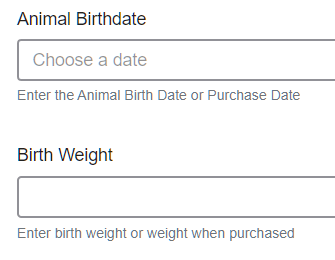 Animal Birthdate
Choose a date
Enter the Animal Birth Date or Purchase Date
Birth Weight
Enter birth weight or weight when purchased